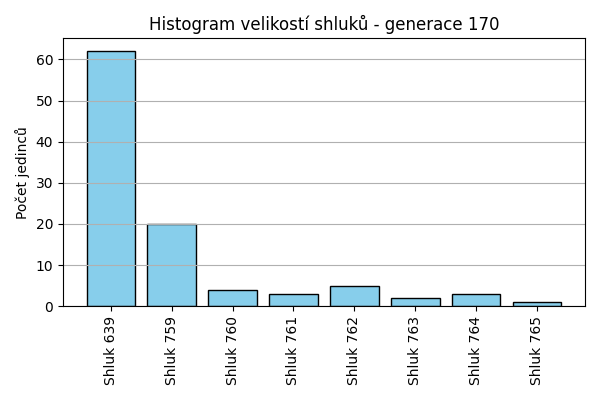 Histogram velikostí shluků - generace 170
Počet jedinců
60
50
40
30
20
10
0
Shluk 639
Shluk 759
Shluk 760
Shluk 761
Shluk 762
Shluk 763
Shluk 764
Shluk 765